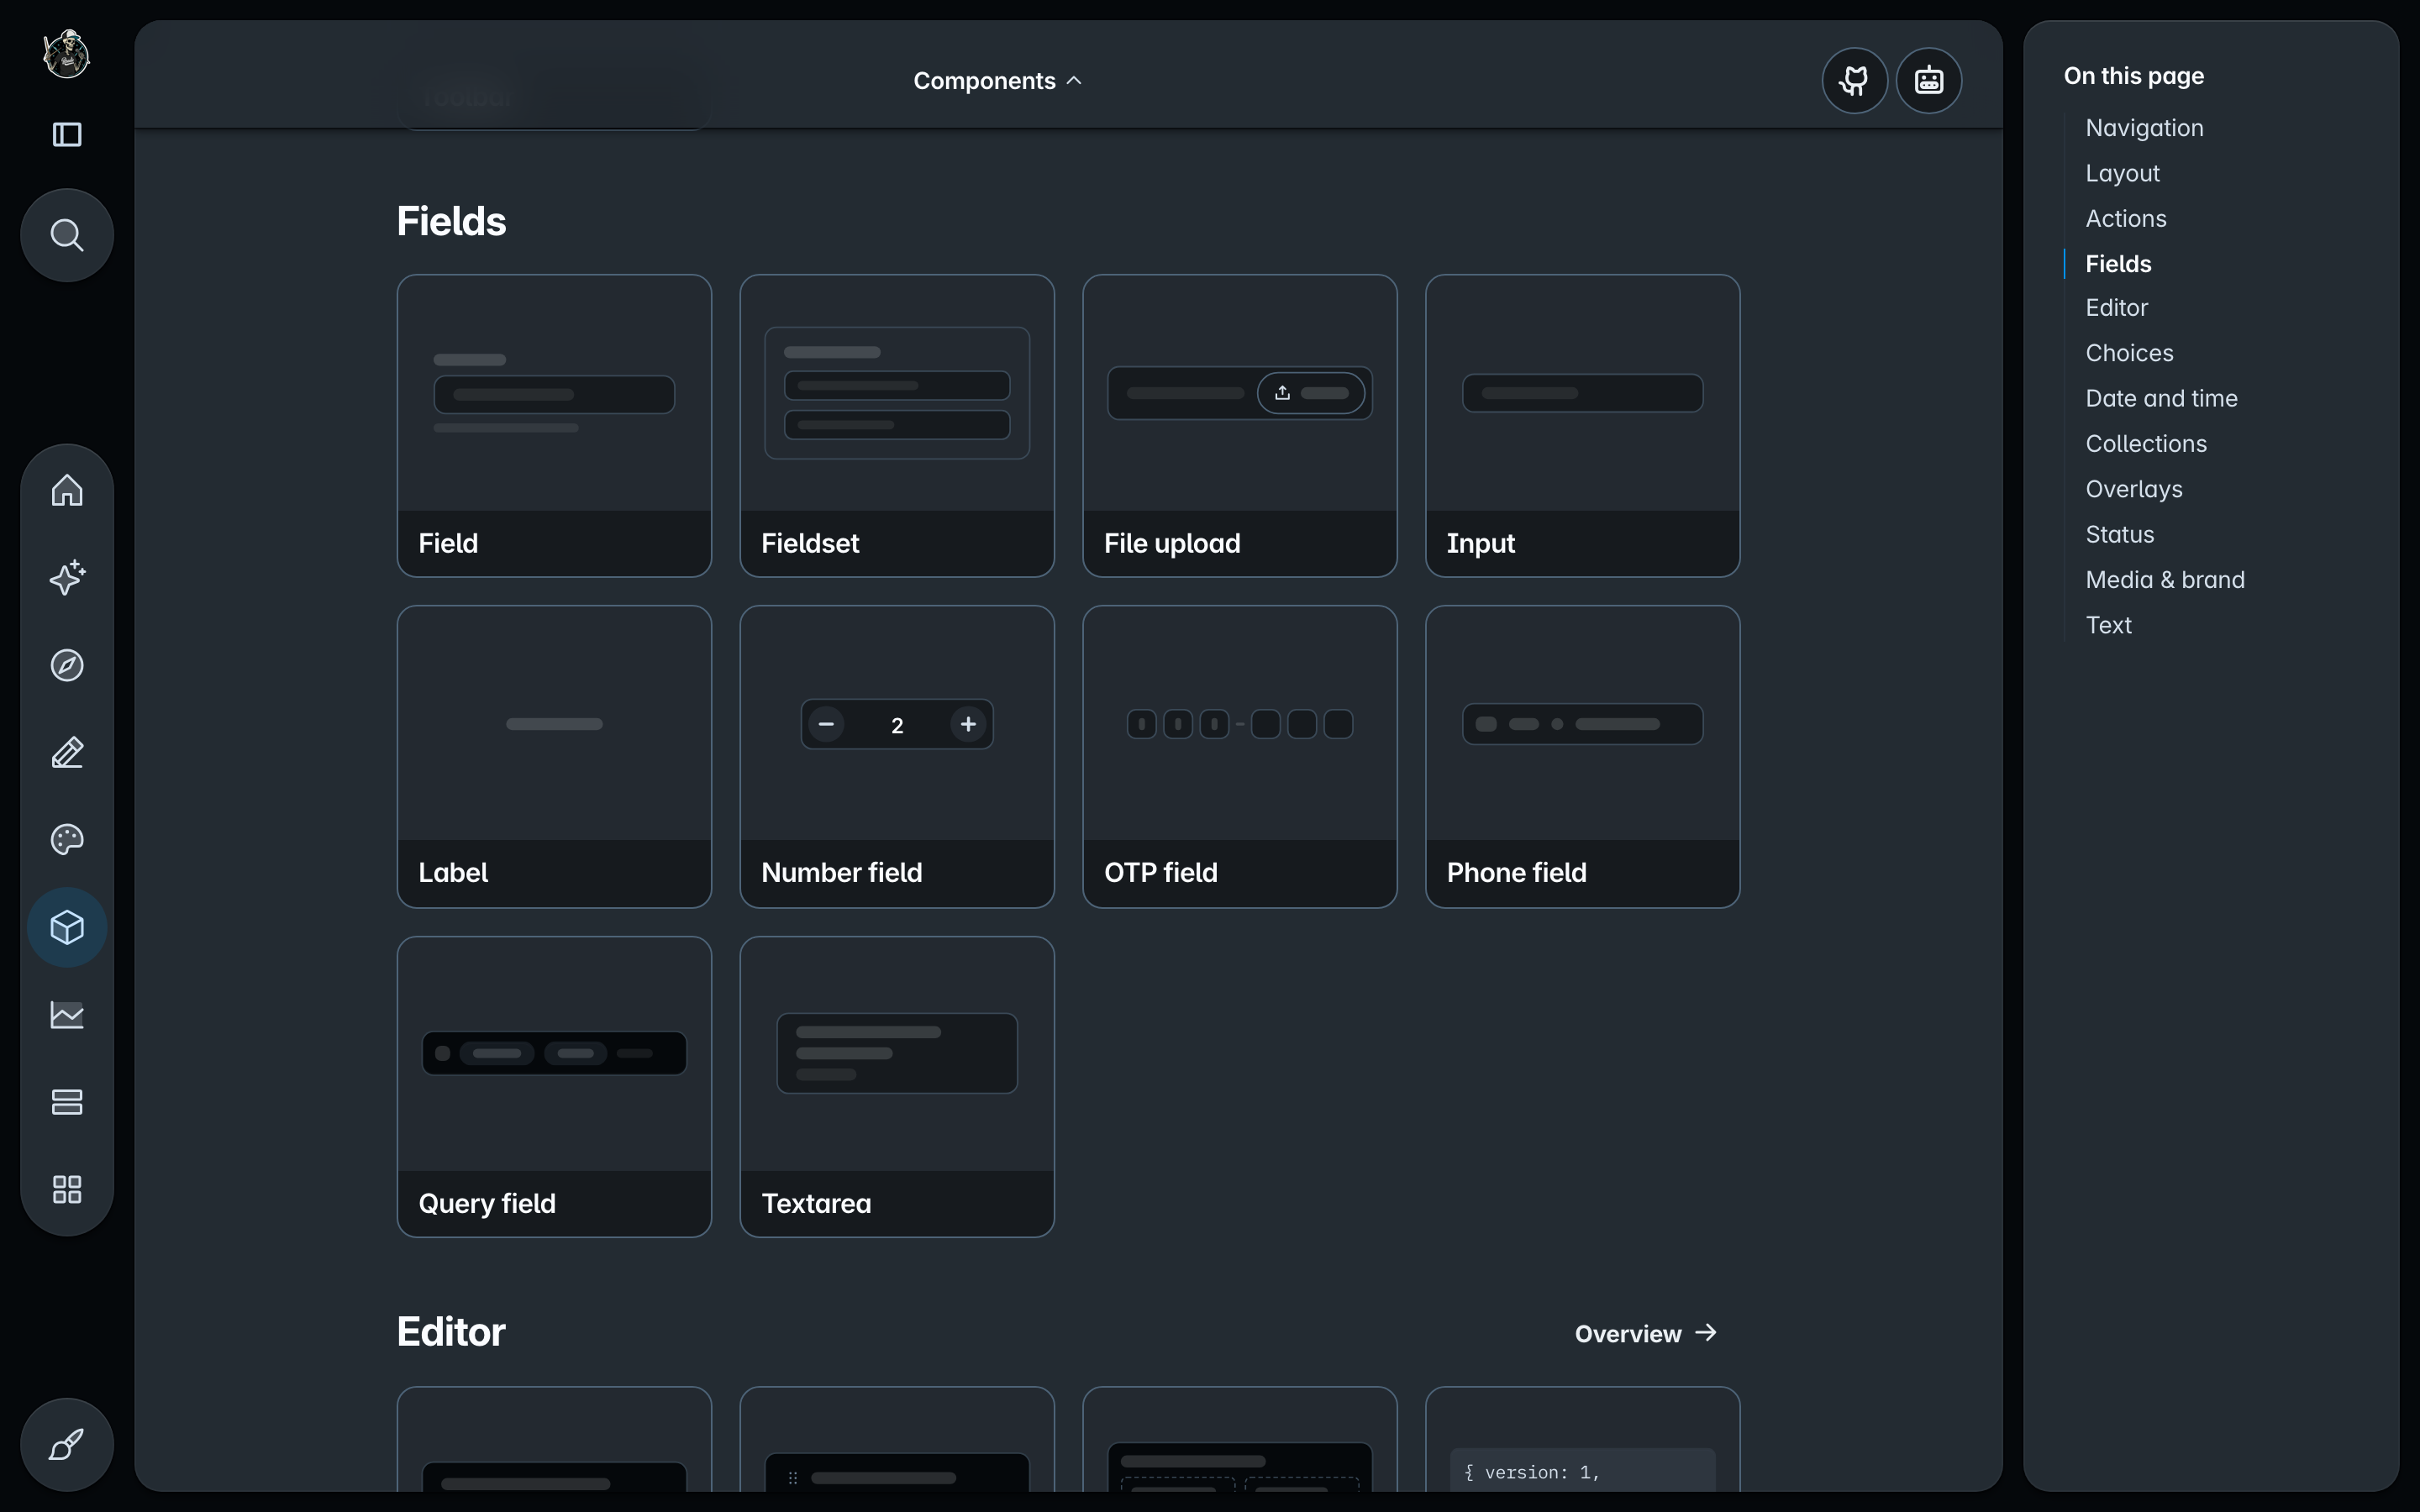 Toolbar
Components
Fields
Field
Fieldset
File upload
Input
2
Label
Number field
OTP field
Phone field
Query field
Textarea
Editor
Overview
{ version: 1,
On this page
Navigation
Layout
Actions
Fields
Editor
Choices
Date and time
Collections
Overlays
Status
Media & brand
Text